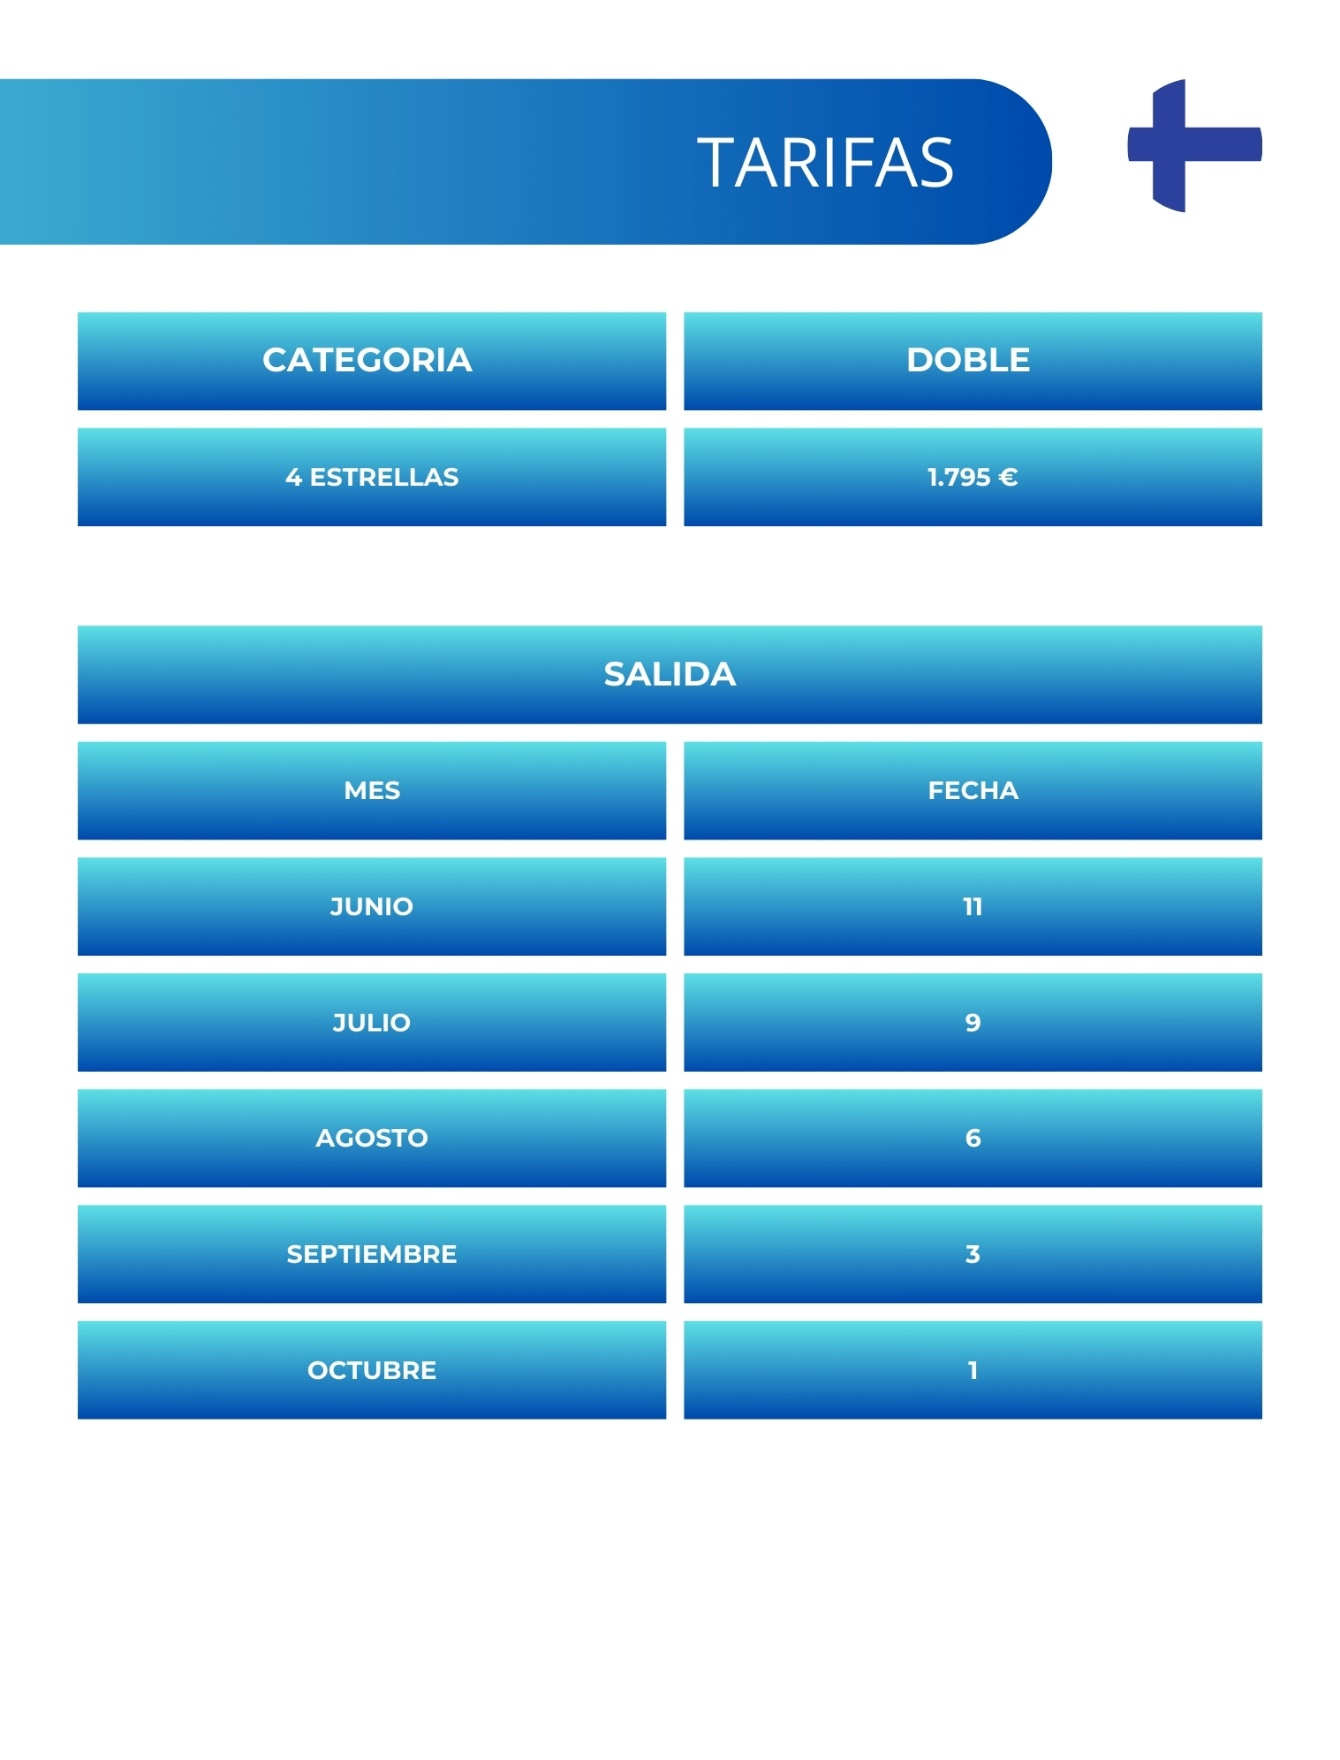 TARIFAS
CATEGORIA DOBLE
4 ESTRELLAS 1.795 €
SALIDA
MES FECHA
JUNIO 11
JULIO 9
AGOSTO 6
SEPTIEMBRE 3
OCTUBRE 1